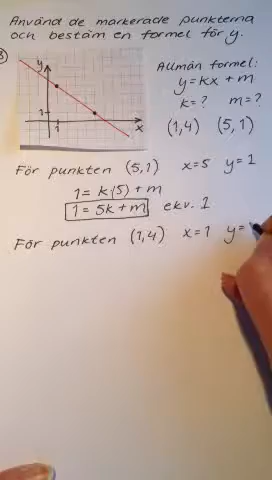 Använd de markerade punkterna
och bestäm en formel för y.
y
1
1
x
Allmän formel:
y = kx + m
k = ? m = ?
(1,4) (5,1)
För punkten (5,1) x=5 y=1
1 = k·(5) + m
1 = 5k + m ekv. 1
För punkten (1,4) x=1 y=